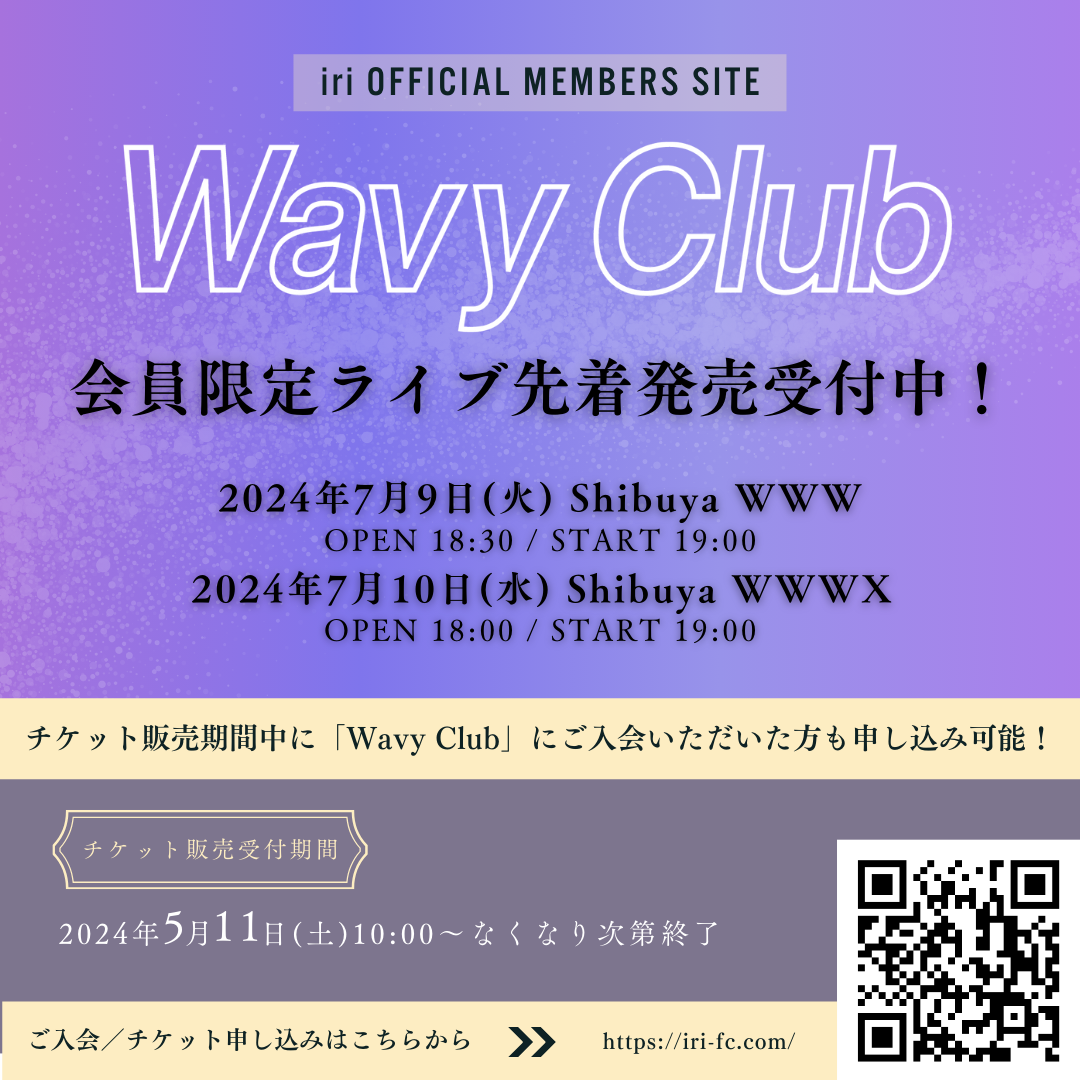 iri OFFICIAL MEMBERS SITE
Wavy Club
会員限定ライブ先着発売受付中！
2024年7月9日(火) Shibuya WWW
OPEN 18:30 / START 19:00
2024年7月10日(水) Shibuya WWWX
OPEN 18:00 / START 19:00
チケット販売期間中に「Wavy Club」にご入会いただいた方も申し込み可能！
チケット販売受付期間
2024年5月11日(土)10:00～なくなり次第終了
ご入会／チケット申し込みはこちらから
https://iri-fc.com/